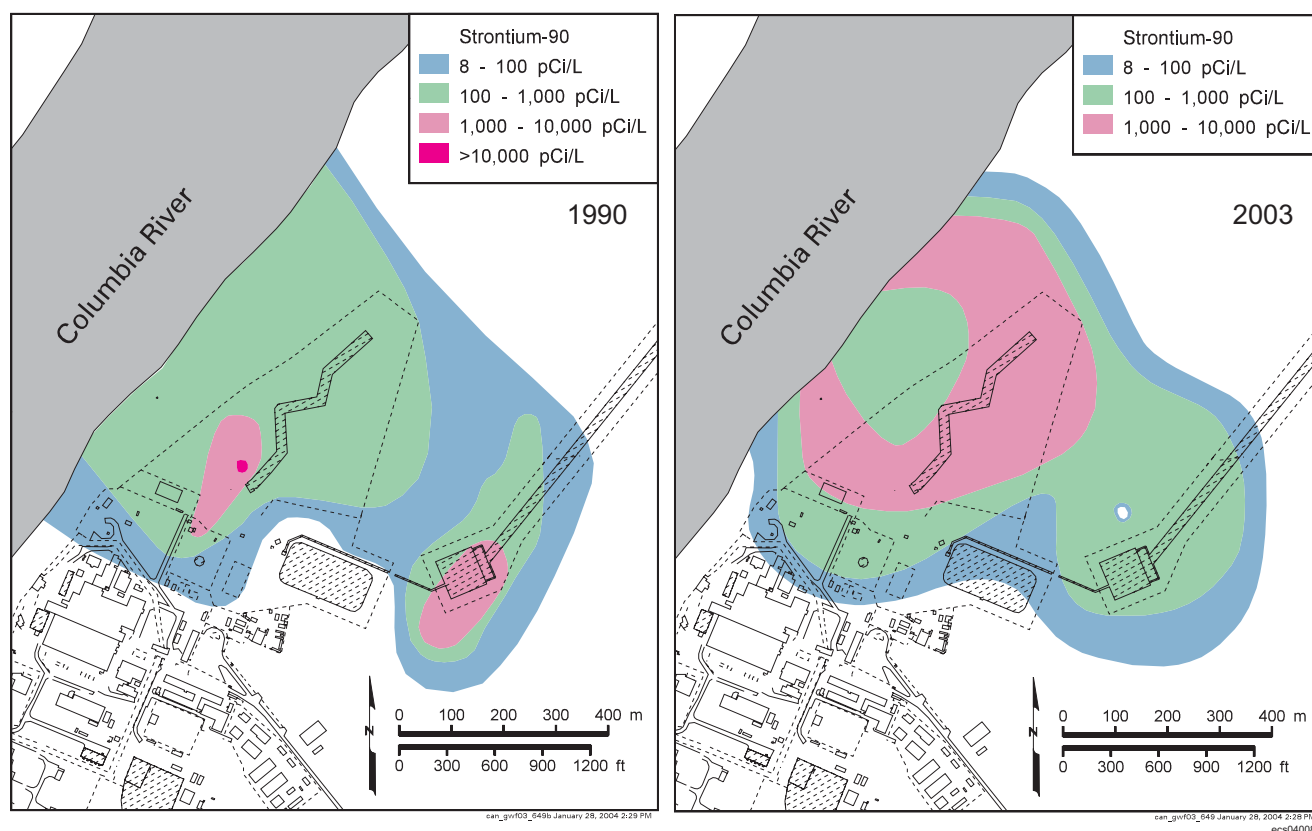 Strontium-90
8 - 100 pCi/L
100 - 1,000 pCi/L
1,000 - 10,000 pCi/L
>10,000 pCi/L
1990
Columbia River
0 100 200 300 400 m
0 300 600 900 1200 ft
N
can_gwf03_649b January 28, 2004 2:29 PM
Strontium-90
8 - 100 pCi/L
100 - 1,000 pCi/L
1,000 - 10,000 pCi/L
2003
Columbia River
0 100 200 300 400 m
0 300 600 900 1200 ft
N
can_gwf03_649 January 28, 2004 2:28 PM